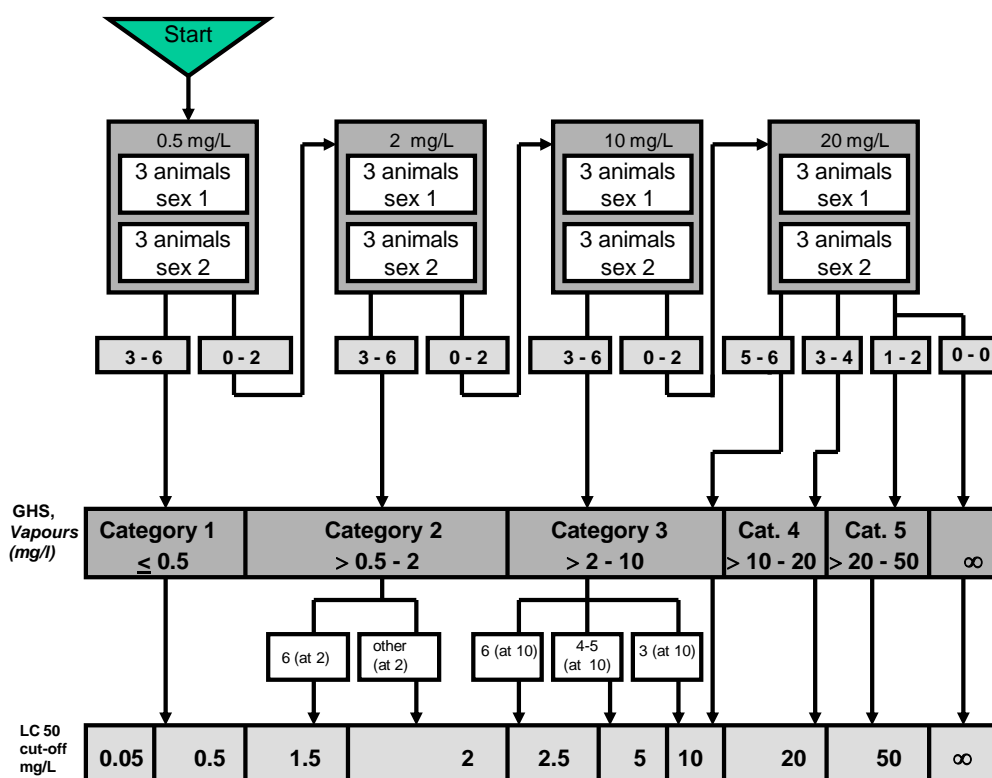 Start
0.5 mg/L
3 animals
sex 1
3 animals
sex 2
2 mg/L
3 animals
sex 1
3 animals
sex 2
10 mg/L
3 animals
sex 1
3 animals
sex 2
20 mg/L
3 animals
sex 1
3 animals
sex 2
3 - 6
0 - 2
3 - 6
0 - 2
3 - 6
0 - 2
5 - 6
3 - 4
1 - 2
0 - 0
GHS,
Vapours
(mg/l)
Category 1
≤ 0.5
Category 2
> 0.5 - 2
Category 3
> 2 - 10
Cat. 4
> 10 - 20
Cat. 5
> 20 - 50
∞
6 (at 2)
other
(at 2)
6 (at 10)
4-5
(at 10)
3 (at 10)
LC 50
cut-off
mg/L
0.05
0.5
1.5
2
2.5
5
10
20
50
∞